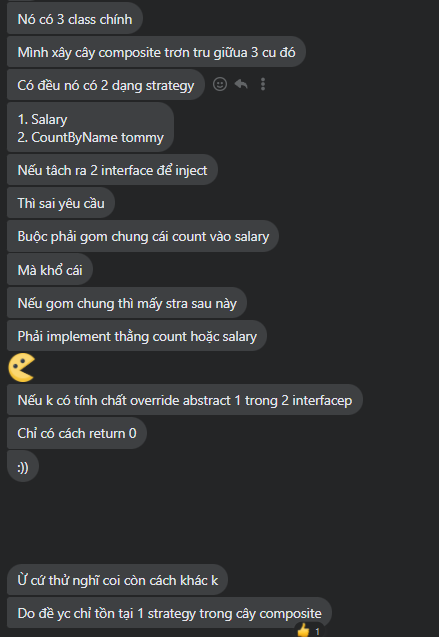 Nó có 3 class chính
Mình xây cây composite trơn tru giữua 3 cu đó
Có đều nó có 2 dạng strategy
1. Salary
2. CountByName tommy
Nếu tách ra 2 interface để inject
Thì sai yêu cầu
Buộc phải gom chung cái count vào salary
Mà khổ cái
Nếu gom chung thì mấy stra sau này
Phải implement thằng count hoặc salary
Nếu k có tính chất override abstract 1 trong 2 interfacep
Chỉ có cách return 0
:))
Ừ cứ thử nghĩ coi còn cách khác k
Do đề yc chỉ tồn tại 1 strategy trong cây composite
1